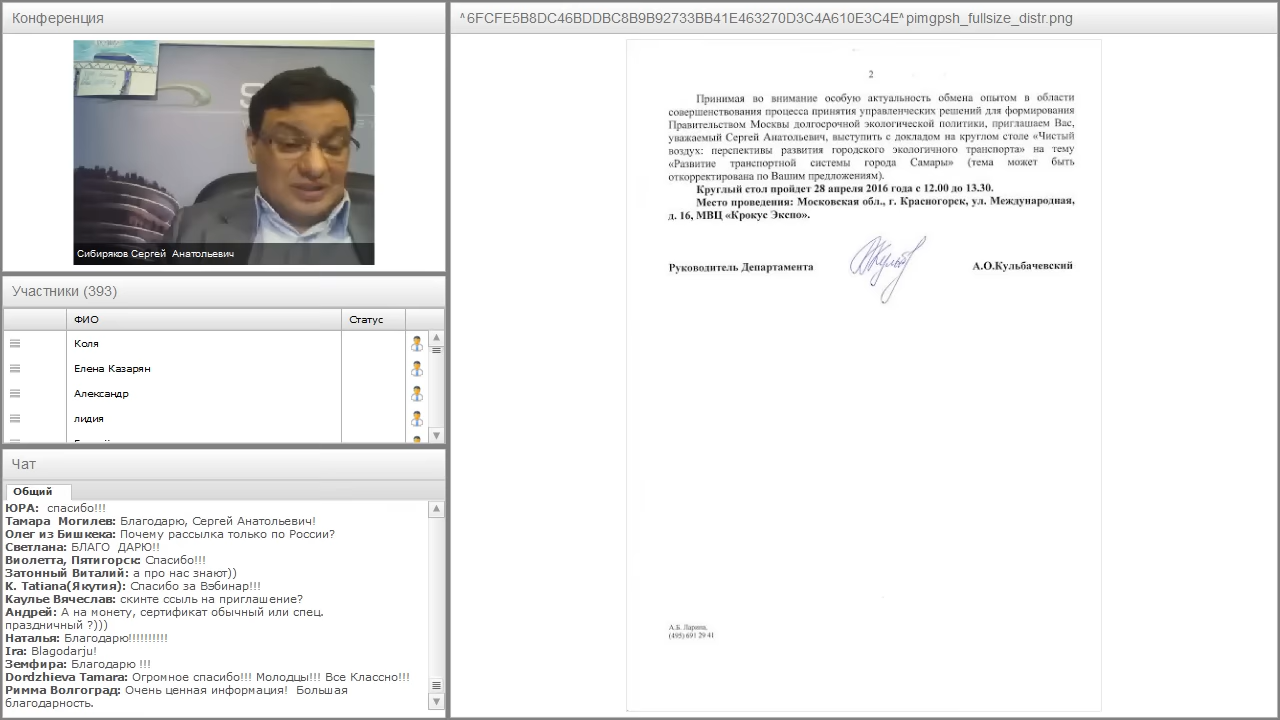 Конференция
Сибиряков Сергей Анатольевич
Участники (393)
ФИО
Статус
Коля
Елена Казарян
Александр
лидия
Чат
Общий
ЮРА: спасибо!!!
Тамара Могилев: Благодарю, Сергей Анатольевич!
Олег из Бишкека: Почему рассылка только по России?
Светлана: БЛАГО ДАРЮ!!
Виолетта, Пятигорск: Спасибо!!!
Затонный Виталий: а про нас знают))
K. Tatiana(Якутия): Спасибо за Вэбинар!!!
Каулье Вячеслав: скинте ссыль на приглашение?
Андрей: А на монету, сертификат обычный или спец.
праздничный ?)))
Наталья: Благодарю!!!!!!!!!!
Ira: Blagodarju!
Земфира: Благодарю !!!
Dordzhieva Tamara: Огромное спасибо!!! Молодцы!!! Все Классно!!!
Римма Волгоград: Очень ценная информация! Большая
благодарность.
^6FCFE5B8DC46BDDBC8B9B92733BB41E463270D3C4A610E3C4E^pimgpsh_fullsize_distr.png
2
Принимая во внимание особую актуальность обмена опытом в области
совершенствования процесса принятия управленческих решений для формирования
Правительством Москвы долгосрочной экологической политики, приглашаем Вас,
уважаемый Сергей Анатольевич, выступить с докладом на круглом столе «Чистый
воздух: перспективы развития городского экологичного транспорта» на тему
«Развитие транспортной системы города Самары» (тема может быть
откорректирована по Вашим предложениям).
Круглый стол пройдет 28 апреля 2016 года с 12.00 до 13.30.
Место проведения: Московская обл., г. Красногорск, ул. Международная,
д. 16, МВЦ «Крокус Экспо».
Руководитель Департамента
А.О.Кульбачевский
А.Б. Ларина,
(495) 691 29 41